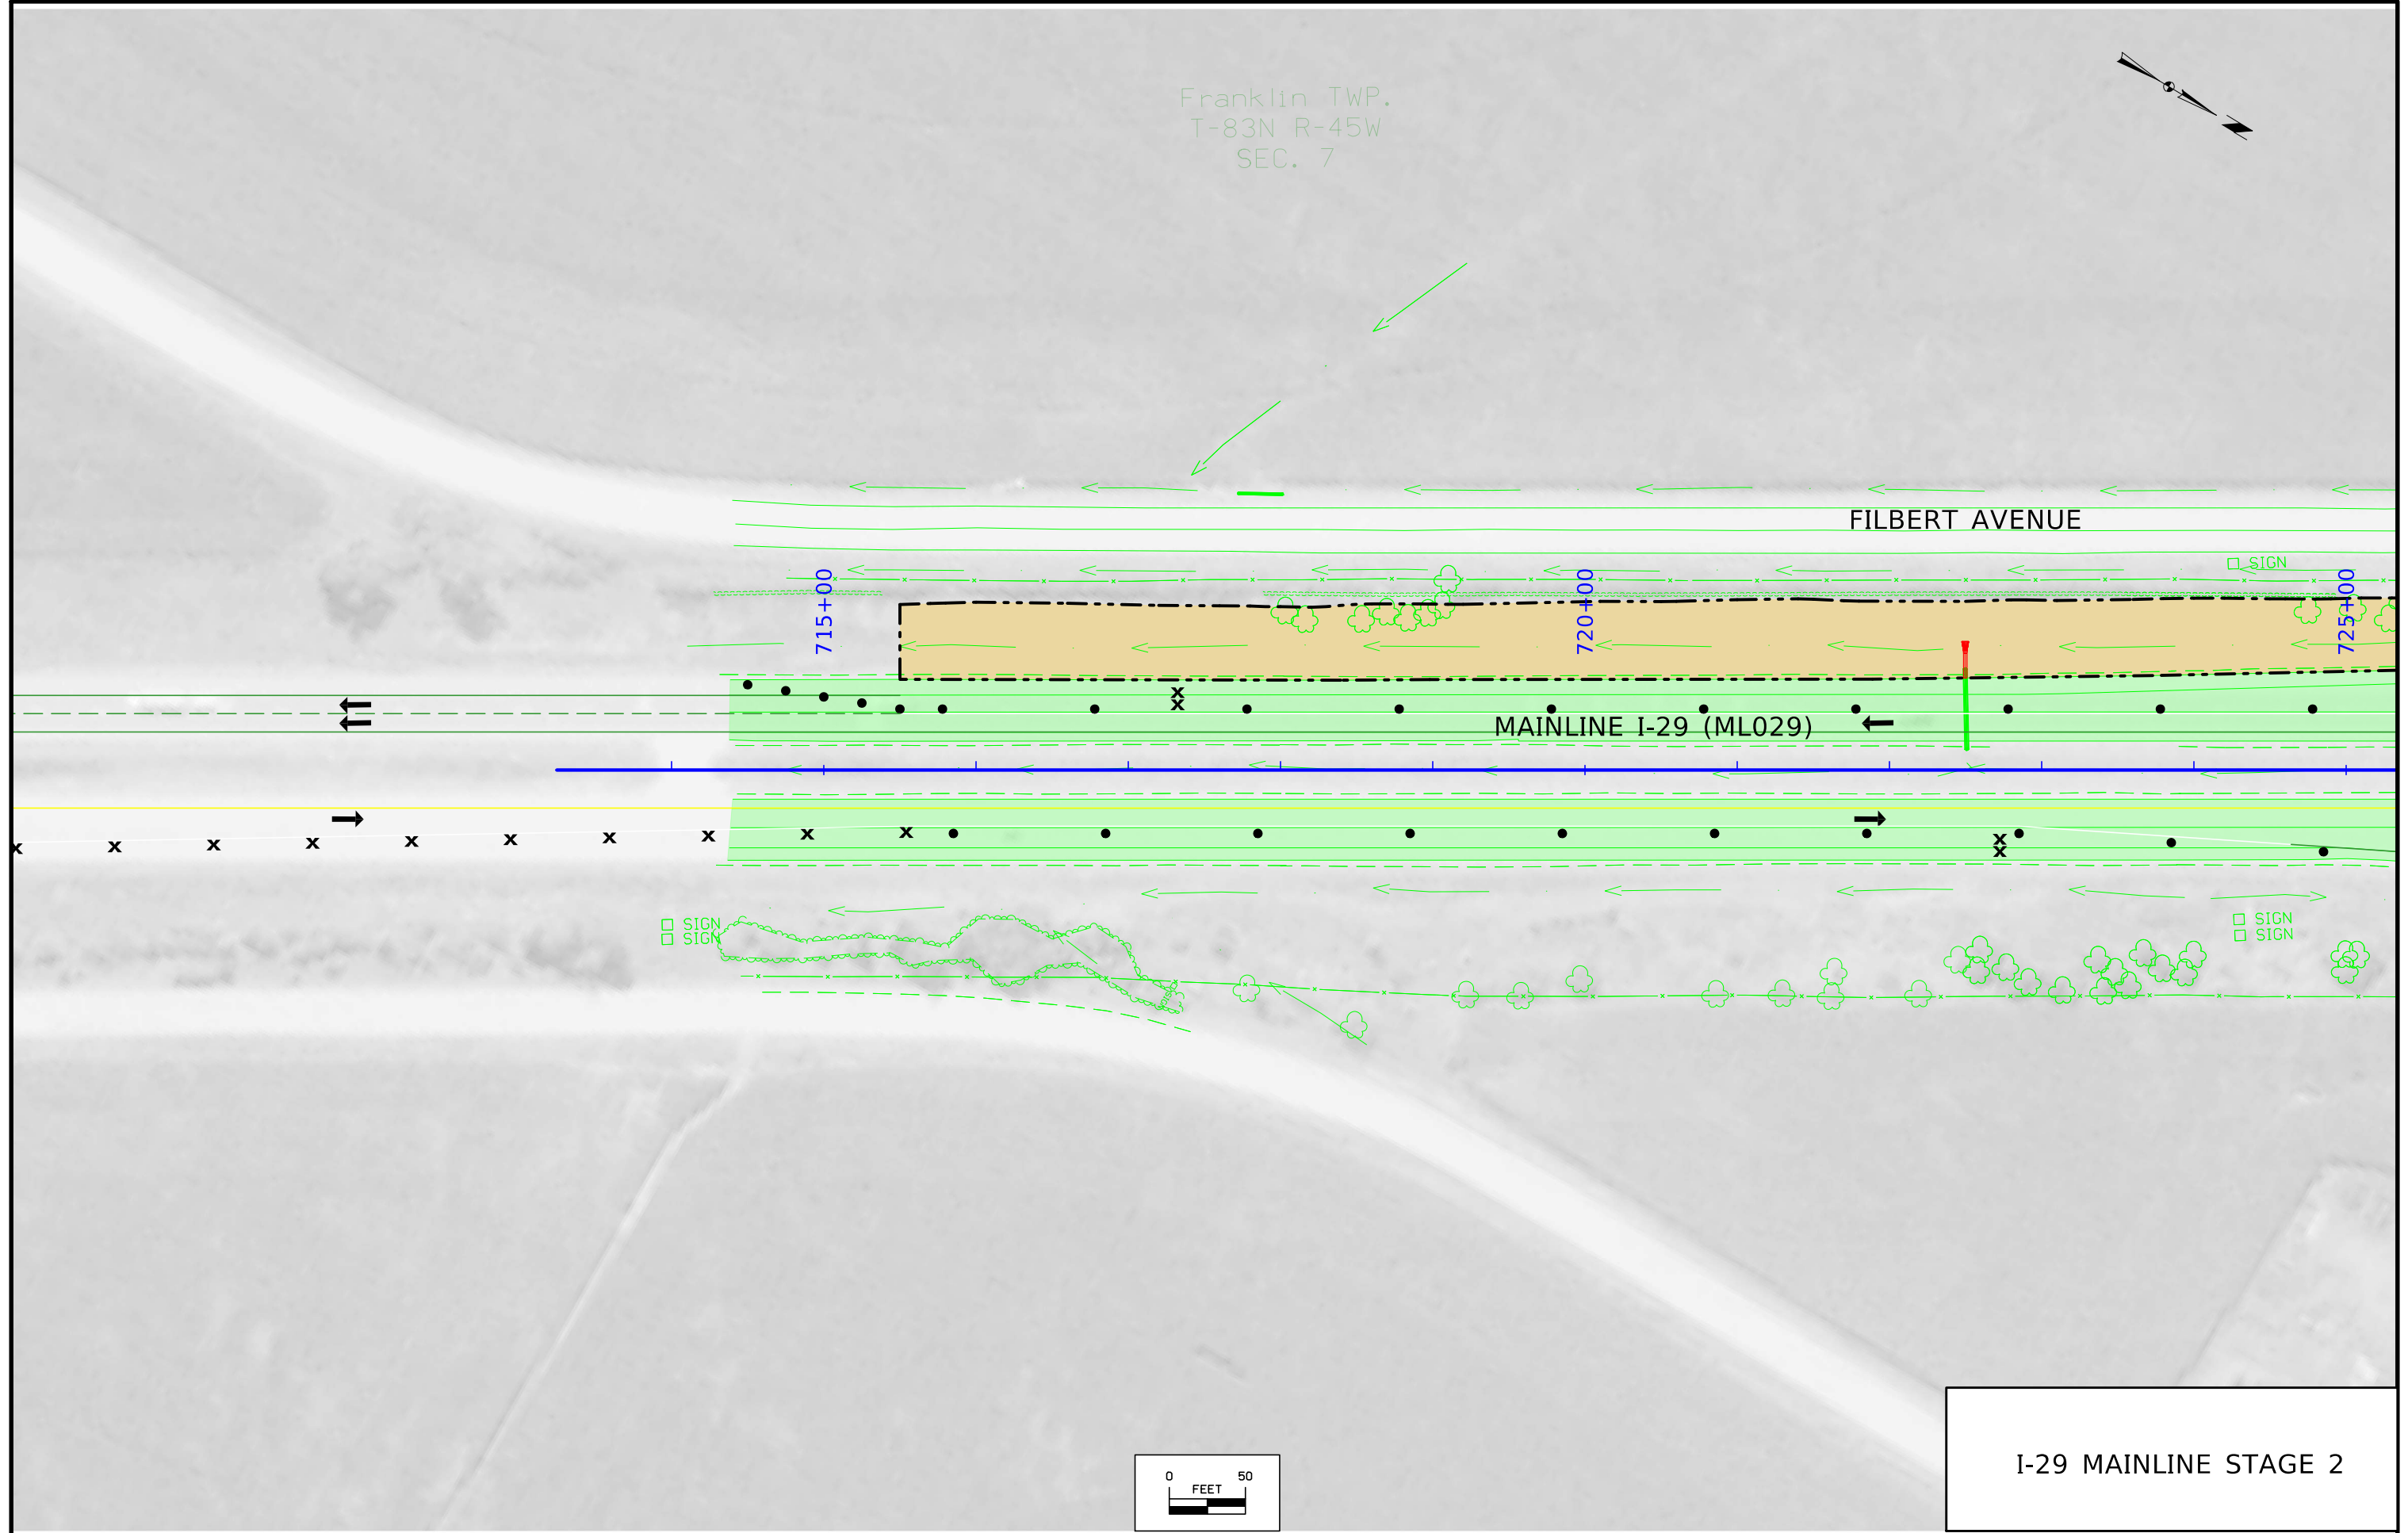 Franklin TWP.
T-83N R-45W
SEC. 7
FILBERT AVENUE
SIGN
715+00
720+00
725+00
MAINLINE I-29 (ML029)
SIGN
SIGN
SIGN
SIGN
0 50
FEET
I-29 MAINLINE STAGE 2